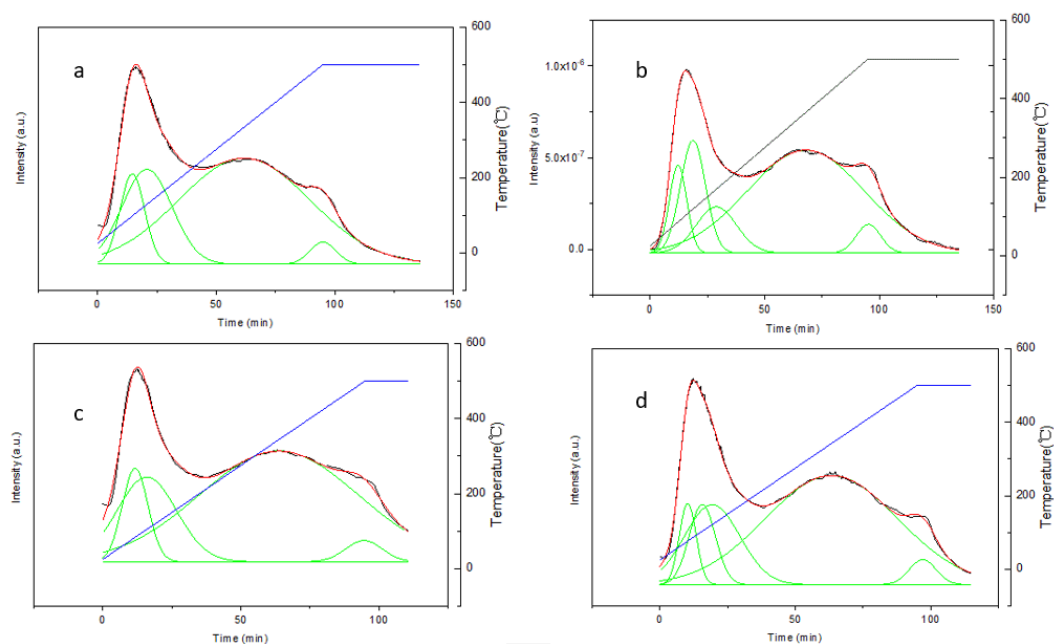 a
Intensity (a.u.)
600
400
200
0
Temperature(℃)
0
50
100
150
Time (min)
b
Intensity (a.u)
1.0x10⁻⁶
5.0x10⁻⁷
0.0
600
400
200
0
Temperature(℃)
0
50
100
150
Time (min)
c
Intensity (a.u.)
600
400
200
0
Temperature(℃)
0
50
100
Time (min)
d
Intensity (a.u.)
600
400
200
0
Temperature(℃)
0
50
100
Time (min)